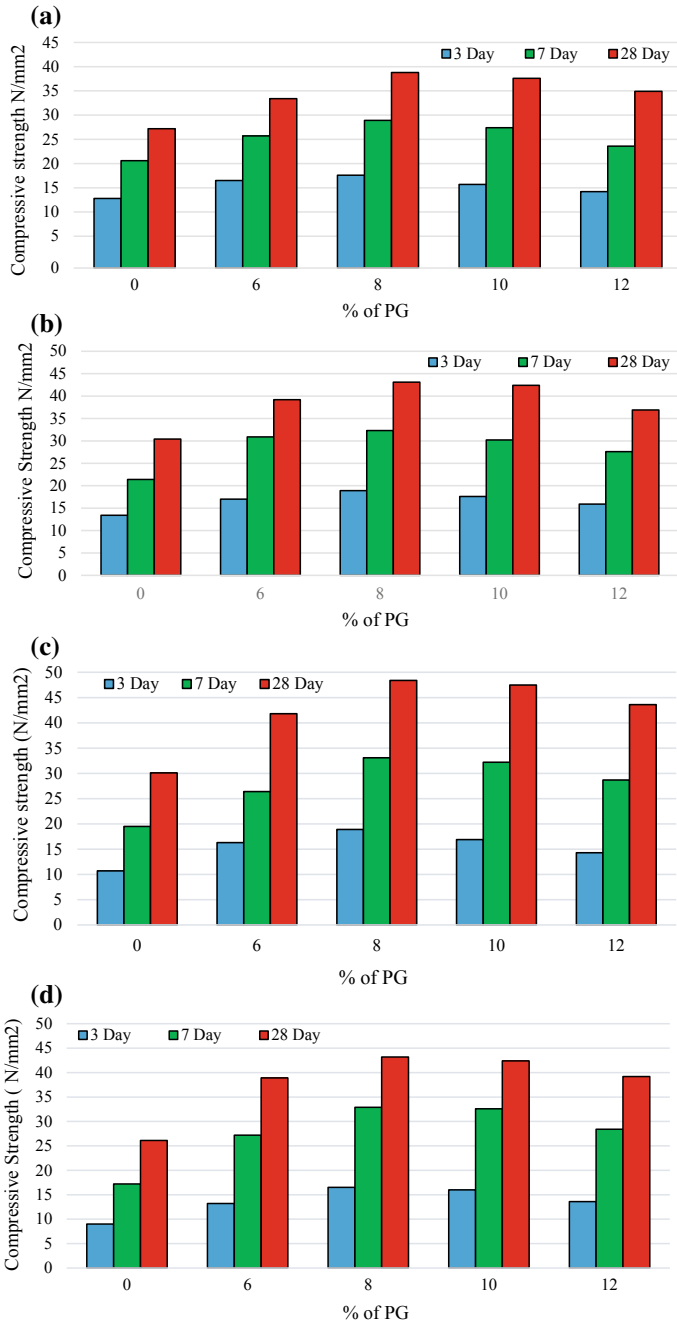 (a)
Compressive strength N/mm2
3 Day 7 Day 28 Day
45
40
35
30
25
20
15
10
5
0
0 6 8 10 12
% of PG
(b)
Compressive Strength N/mm2
3 Day 7 Day 28 Day
50
45
40
35
30
25
20
15
10
5
0
0 6 8 10 12
% of PG
(c)
Compressive strength (N/mm2)
3 Day 7 Day 28 Day
50
45
40
35
30
25
20
15
10
5
0
0 6 8 10 12
% of PG
(d)
Compressive Strength ( N/mm2)
3 Day 7 Day 28 Day
50
45
40
35
30
25
20
15
10
5
0
0 6 8 10 12
% of PG